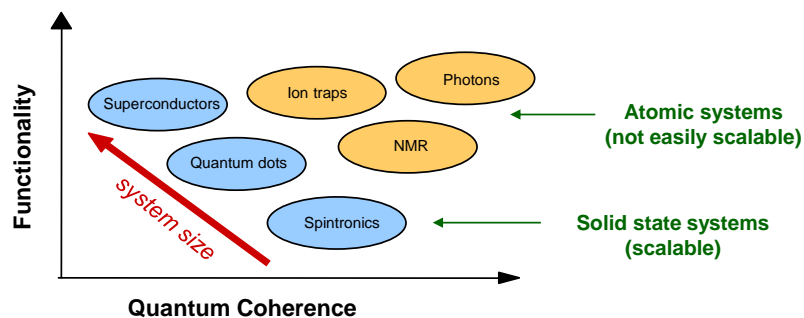 Functionality
Superconductors
Ion traps
Photons
Quantum dots
NMR
Spintronics
system size
Atomic systems
(not easily scalable)
Solid state systems
(scalable)
Quantum Coherence